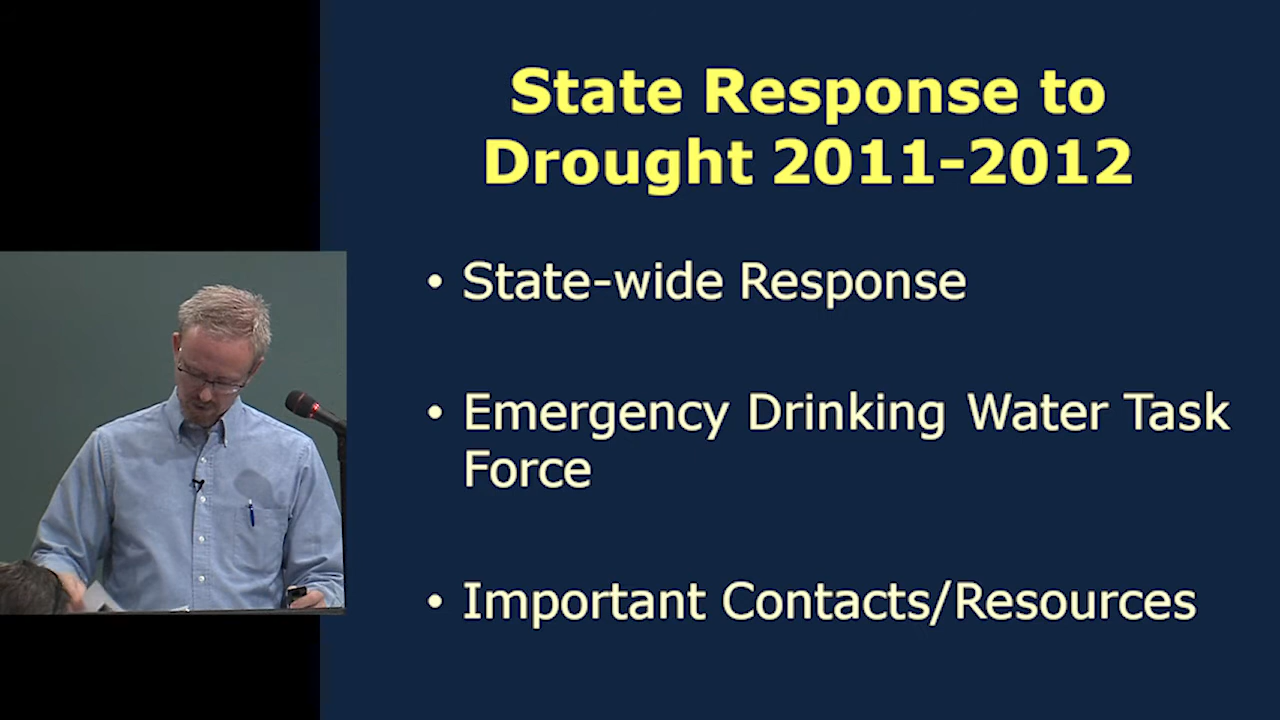 State Response to
Drought 2011-2012
• State-wide Response
• Emergency Drinking Water Task
Force
• Important Contacts/Resources